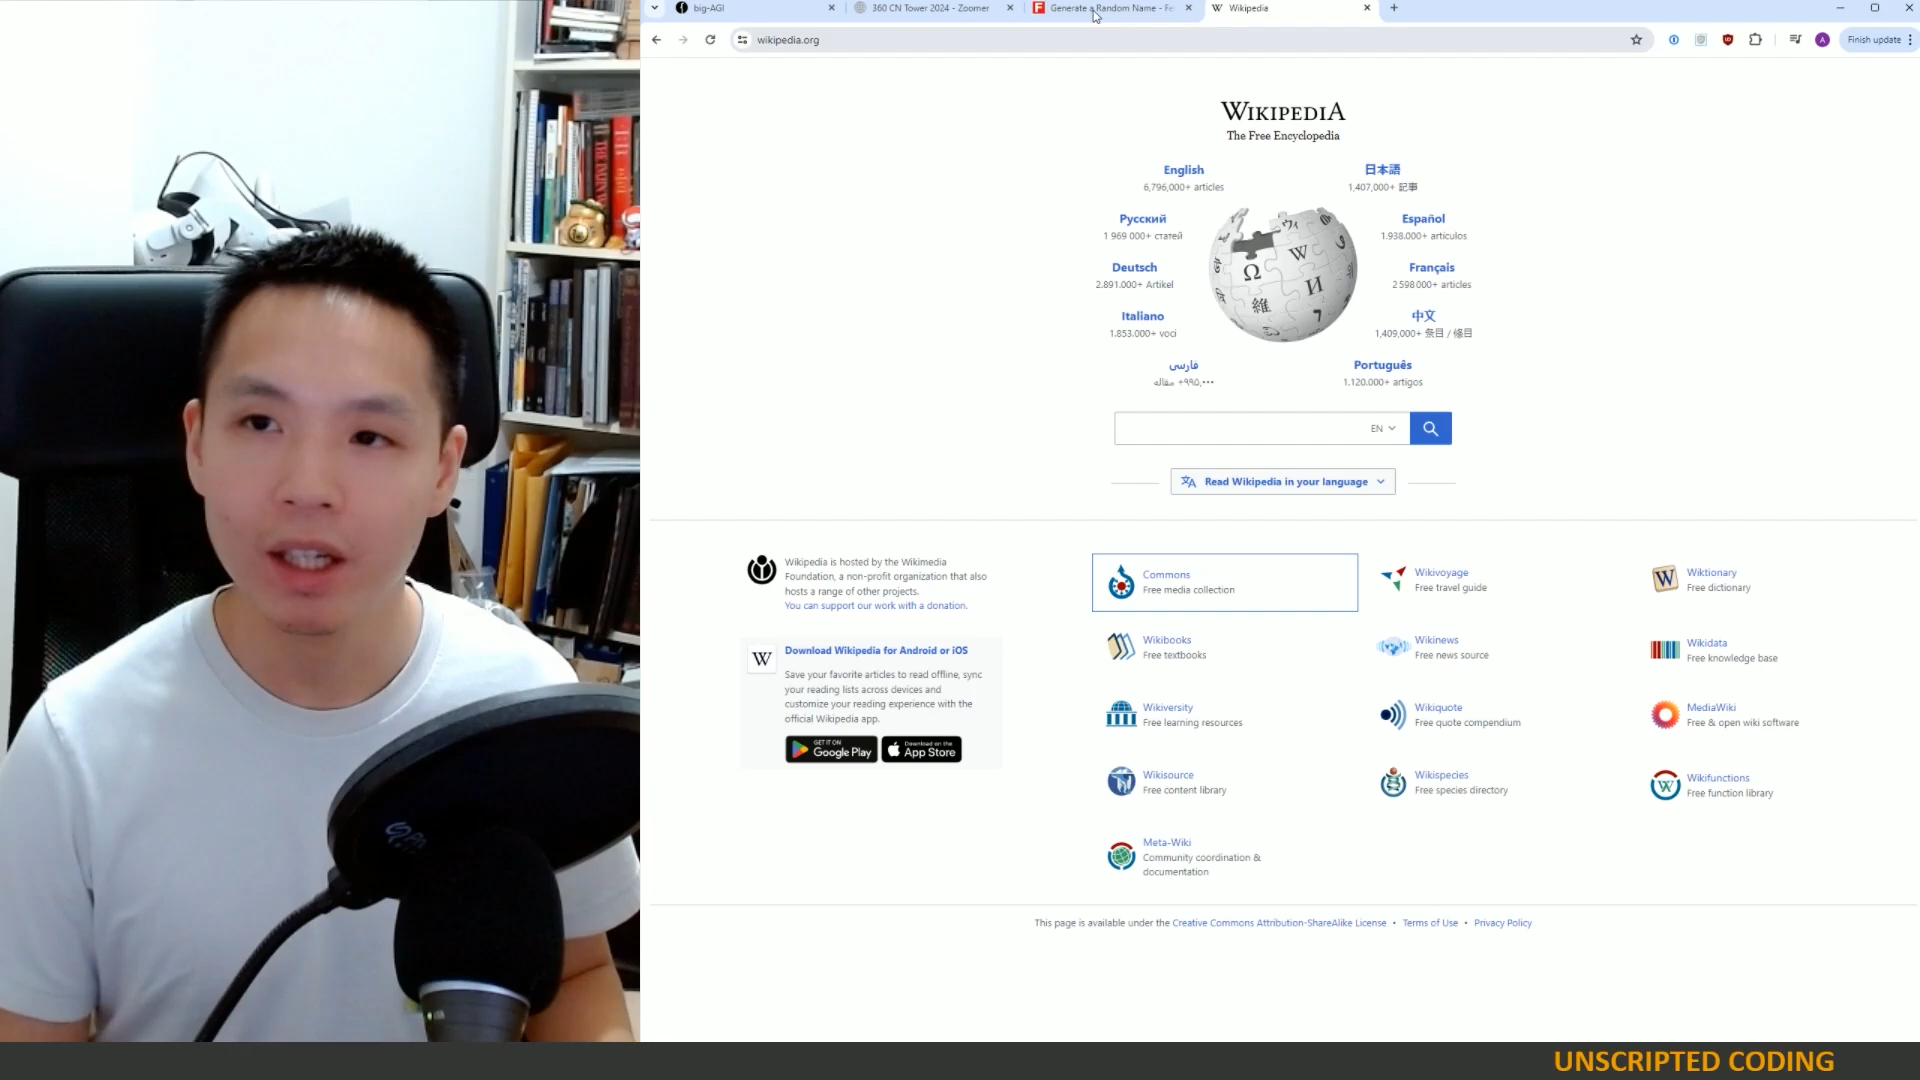 big-AGI
360 CN Tower 2024 - Zoomer
Generate a Random Name - Fe
Wikipedia
wikipedia.org
Finish update
WIKIPEDIA
The Free Encyclopedia
English
6,796,000+ articles
日本語
1,407,000+ 記事
Русский
1 969 000+ статей
Español
1.938.000+ artículos
Deutsch
2.891.000+ Artikel
Français
2 598 000+ articles
Italiano
1.853.000+ voci
中文
1,409,000+ 条目 / 條目
فارسی
۹۹۵٬۰۰۰+ مقاله
Português
1.120.000+ artigos
EN
Read Wikipedia in your language
Wikipedia is hosted by the Wikimedia
Foundation, a non-profit organization that also
hosts a range of other projects.
You can support our work with a donation.
Download Wikipedia for Android or iOS
Save your favorite articles to read offline, sync
your reading lists across devices and
customize your reading experience with the
official Wikipedia app.
GET IT ON
Google Play
Download on the
App Store
Commons
Free media collection
Wikivoyage
Free travel guide
Wiktionary
Free dictionary
Wikibooks
Free textbooks
Wikinews
Free news source
Wikidata
Free knowledge base
Wikiversity
Free learning resources
Wikiquote
Free quote compendium
MediaWiki
Free & open wiki software
Wikisource
Free content library
Wikispecies
Free species directory
Wikifunctions
Free function library
Meta-Wiki
Community coordination &
documentation
This page is available under the Creative Commons Attribution-ShareAlike License • Terms of Use • Privacy Policy
UNSCRIPTED CODING